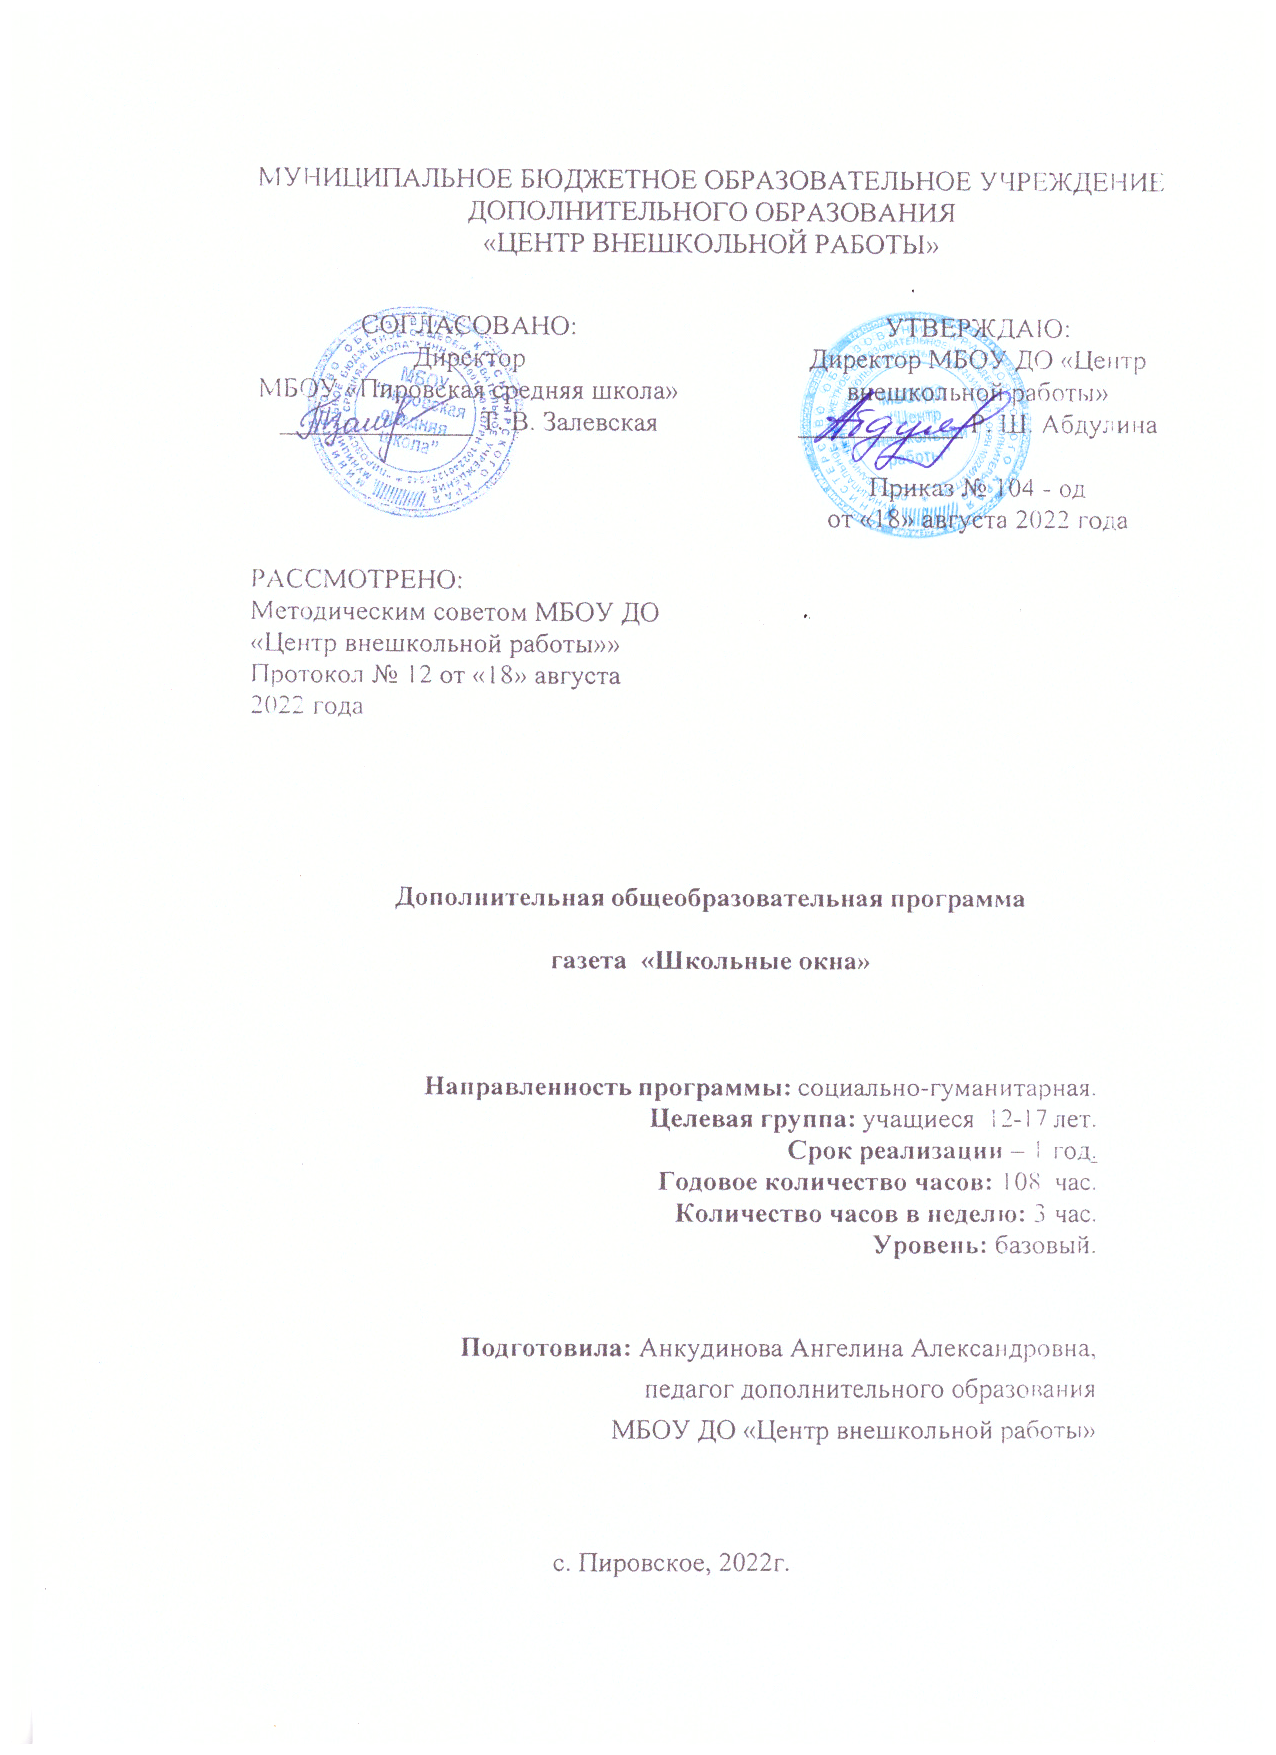 МУНИЦИПАЛЬНОЕ БЮДЖЕТНОЕ ОБРАЗОВАТЕЛЬНОЕ УЧРЕЖДЕНИЕ
ДОПОЛНИТЕЛЬНОГО ОБРАЗОВАНИЯ
«ЦЕНТР ВНЕШКОЛЬНОЙ РАБОТЫ»
СОГЛАСОВАНО:
Директор
МБОУ «Пировская средняя школа»
Т. В. Залевская
УТВЕРЖДАЮ:
Директор МБОУ ДО «Центр
внешкольной работы»
Р. Ш. Абдулина
Приказ № 104 - од
от «18» августа 2022 года
РАССМОТРЕНО:
Методическим советом МБОУ ДО
«Центр внешкольной работы»»
Протокол № 12 от «18» августа
2022 года
Дополнительная общеобразовательная программа
газета «Школьные окна»
Направленность программы: социально-гуманитарная.
Целевая группа: учащиеся 12-17 лет.
Срок реализации – 1 год.
Годовое количество часов: 108 час.
Количество часов в неделю: 3 час.
Уровень: базовый.
Подготовила: Анкудинова Ангелина Александровна,
педагог дополнительного образования
МБОУ ДО «Центр внешкольной работы»
с. Пировское, 2022г.